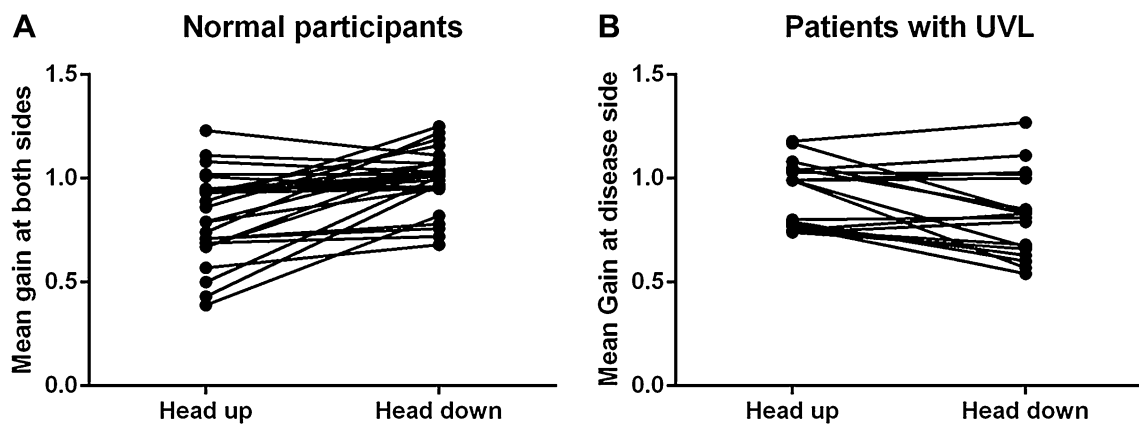 A Normal participants
Mean gain at both sides
1.5
1.0
0.5
0.0
Head up Head down
B Patients with UVL
Mean Gain at disease side
1.5
1.0
0.5
0.0
Head up Head down